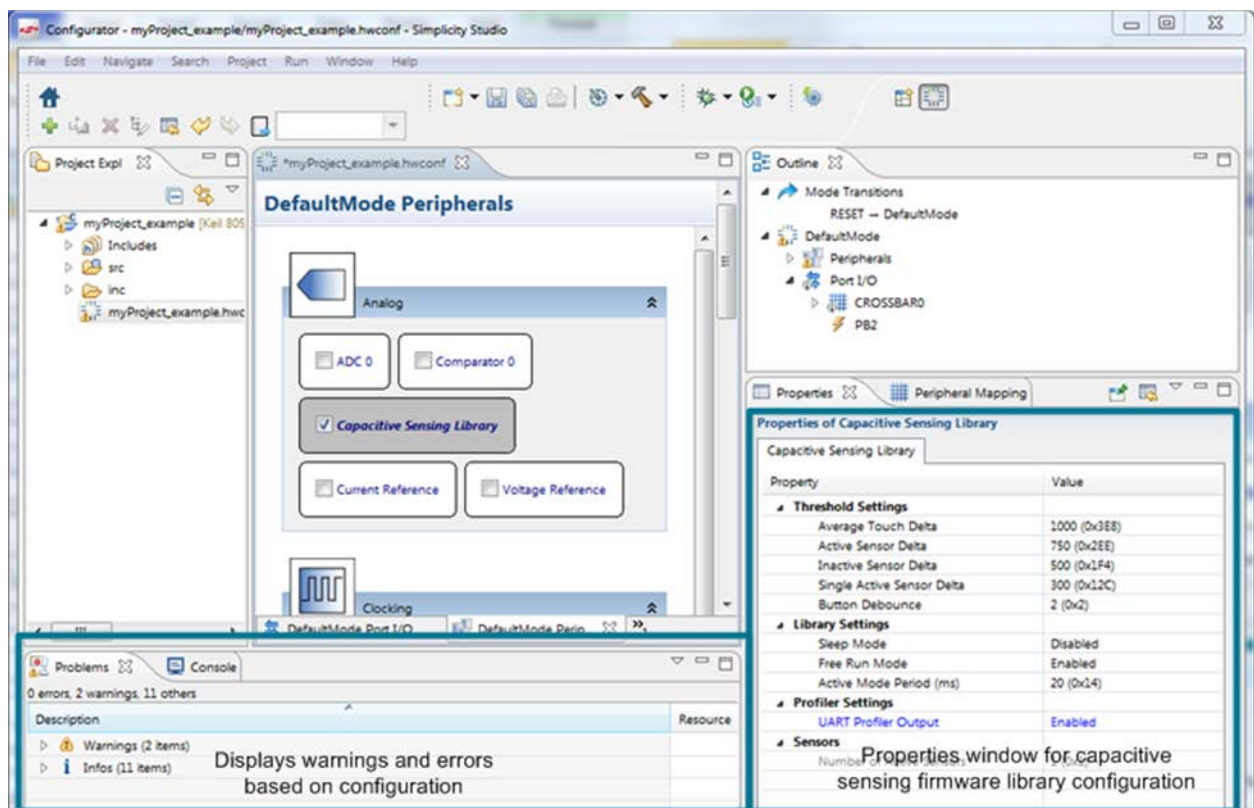 Configurator - myProject_example/myProject_example.hwconf - Simplicity Studio
File Edit Navigate Search Project Run Window Help
Project Expl
myProject_example [Keil 805
Includes
src
inc
myProject_example.hwc
*myProject_example.hwconf
DefaultMode Peripherals
Analog
ADC 0
Comparator 0
Capacitive Sensing Library
Current Reference
Voltage Reference
Clocking
DefaultMode Port I/O
DefaultMode Perip
Outline
Mode Transitions
RESET → DefaultMode
DefaultMode
Peripherals
Port I/O
CROSSBAR0
PB2
Properties
Peripheral Mapping
Properties of Capacitive Sensing Library
Capacitive Sensing Library
Property Value
Threshold Settings
Average Touch Delta 1000 (0x3E8)
Active Sensor Delta 750 (0x2EE)
Inactive Sensor Delta 500 (0x1F4)
Single Active Sensor Delta 300 (0x12C)
Button Debounce 2 (0x2)
Library Settings
Sleep Mode Disabled
Free Run Mode Enabled
Active Mode Period (ms) 20 (0x14)
Profiler Settings
UART Profiler Output Enabled
Sensors
Properties window for capacitive
sensing firmware library configuration
Problems
Console
0 errors, 2 warnings, 11 others
Description Resource
Warnings (2 items)
Infos (11 items)
Displays warnings and errors
based on configuration